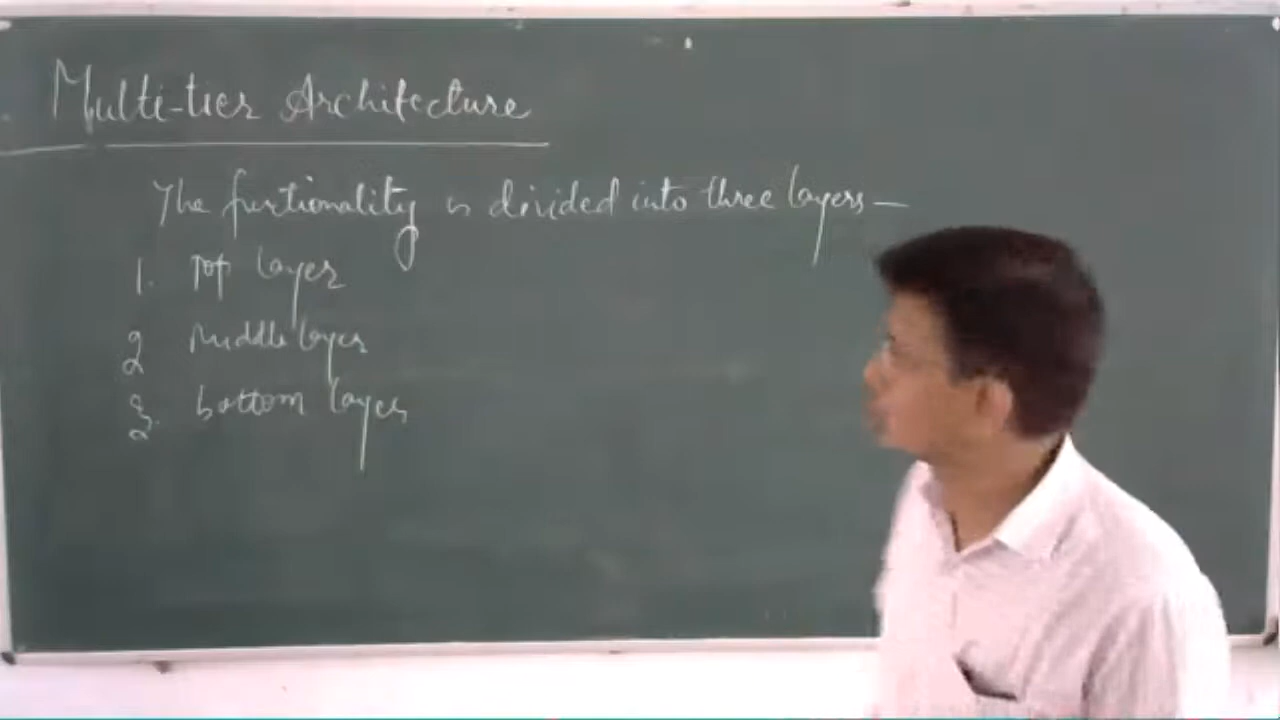 Multi-tier Architecture
The functionality is divided into three layers —
1. Top layer
2 Middle layer
3. bottom layer